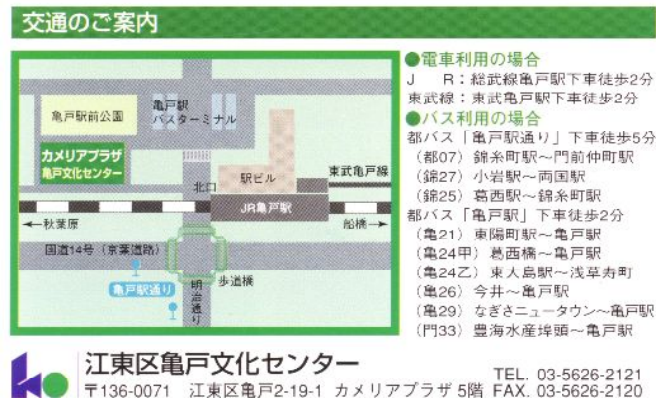 交通のご案内
亀戸駅前公園
亀戸駅
バスターミナル
カメリアプラザ
亀戸文化センター
北口
駅ビル
東武亀戸線
JR亀戸駅
←秋葉原
船橋→
国道14号（京葉道路）
亀戸駅通り
明治通り
歩道橋
●電車利用の場合
J　R：総武線亀戸駅下車徒歩2分
東武線：東武亀戸駅下車徒歩2分
●バス利用の場合
都バス「亀戸駅通り」下車徒歩5分
（都07）錦糸町駅〜門前仲町駅
（錦27）小岩駅〜両国駅
（錦25）葛西駅〜錦糸町駅
都バス「亀戸駅」下車徒歩2分
（亀21）東陽町駅〜亀戸駅
（亀24甲）葛西橋〜亀戸駅
（亀24乙）東大島駅〜浅草寿町
（亀26）今井〜亀戸駅
（亀29）なぎさニュータウン〜亀戸駅
（門33）豊海水産埠頭〜亀戸駅
江東区亀戸文化センター
〒136-0071　江東区亀戸2-19-1 カメリアプラザ 5階
TEL. 03-5626-2121
FAX. 03-5626-2120